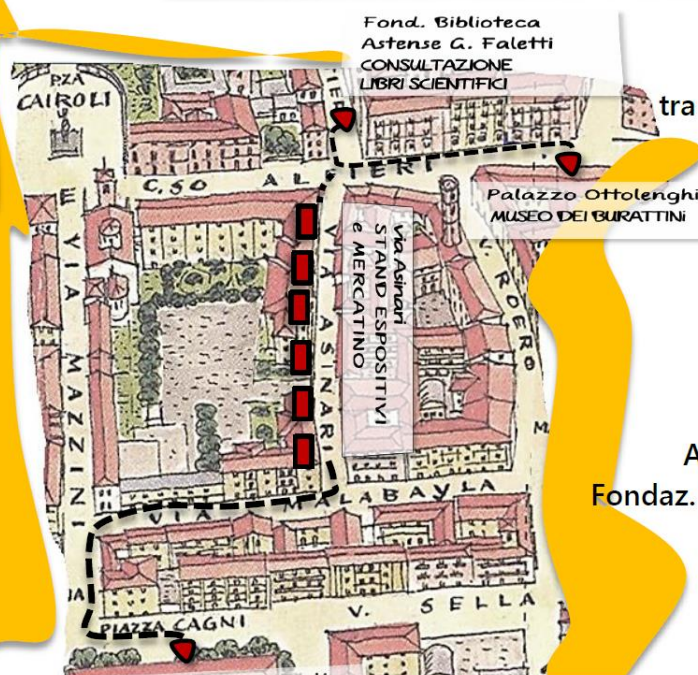 Fond. Biblioteca
Astense G. Faletti
CONSULTAZIONE
LIBRI SCIENTIFICI
P.ZA
CAIROLI
tra
C.SO ALFIERI
Palazzo Ottolenghi
MUSEO DEI BURATTINI
VIA MAZZINI
VIA ASINARI
Via Asinari
STAND ESPOSITIVI
e MERCATINO
V. ROERO
A
Fondaz.
VIA MALABAYLA
V. SELLA
PIAZZA CAGNI